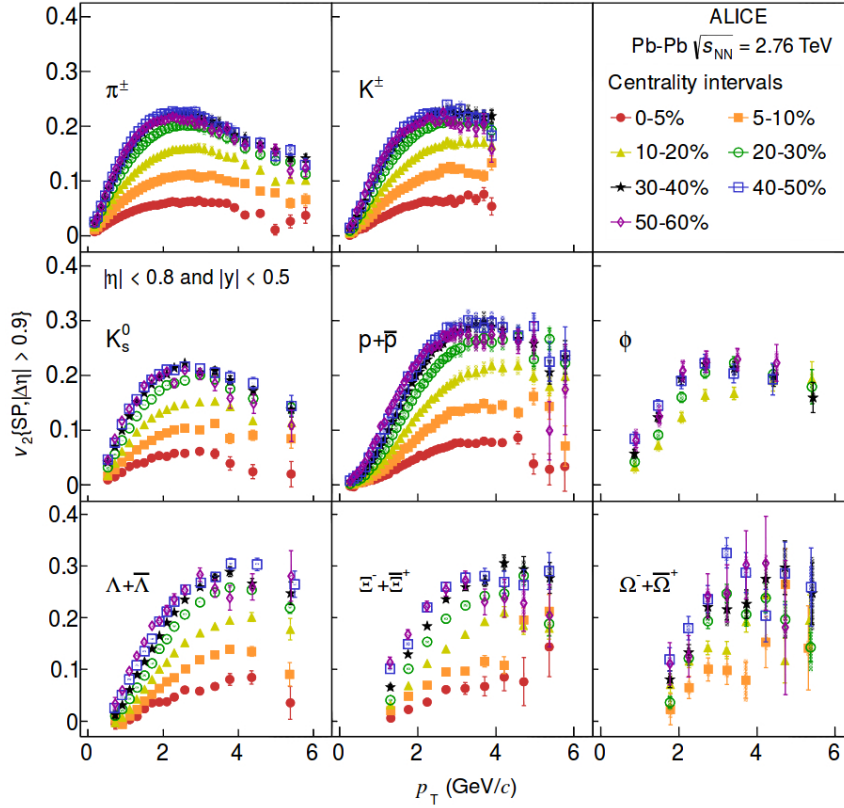 ALICE
Pb-Pb √s_NN = 2.76 TeV
Centrality intervals
0-5% 5-10%
10-20% 20-30%
30-40% 40-50%
50-60%
π±
K±
0.4
0.3
0.2
0.1
0
|η| < 0.8 and |y| < 0.5
K⁰s
p+p̅
ϕ
0.4
0.3
0.2
0.1
0
v₂{SP,|Δη| > 0.9}
Λ+Λ̅
Ξ⁻+Ξ̅⁺
Ω⁻+Ω̅⁺
0.4
0.3
0.2
0.1
0
0 2 4 6 0 2 4 6 0 2 4 6
p_T (GeV/c)